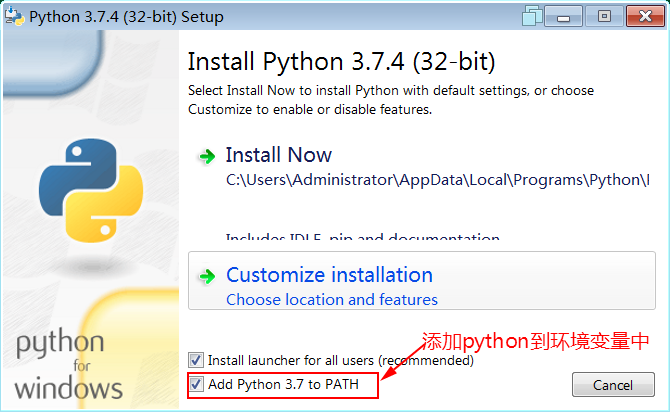 Python 3.7.4 (32-bit) Setup
Install Python 3.7.4 (32-bit)
Select Install Now to install Python with default settings, or choose
Customize to enable or disable features.
Install Now
C:\Users\Administrator\AppData\Local\Programs\Python\
Includes IDLE, pip and documentation
Customize installation
Choose location and features
添加python到环境变量中
Install launcher for all users (recommended)
Add Python 3.7 to PATH
Cancel
python
for
windows